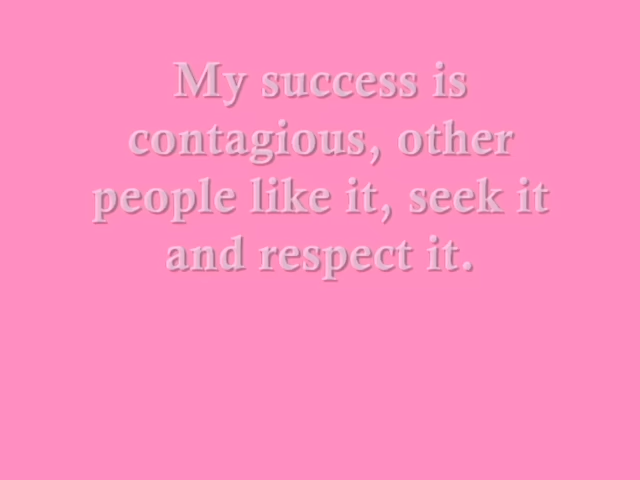 My success is
contagious, other
people like it, seek it
and respect it.